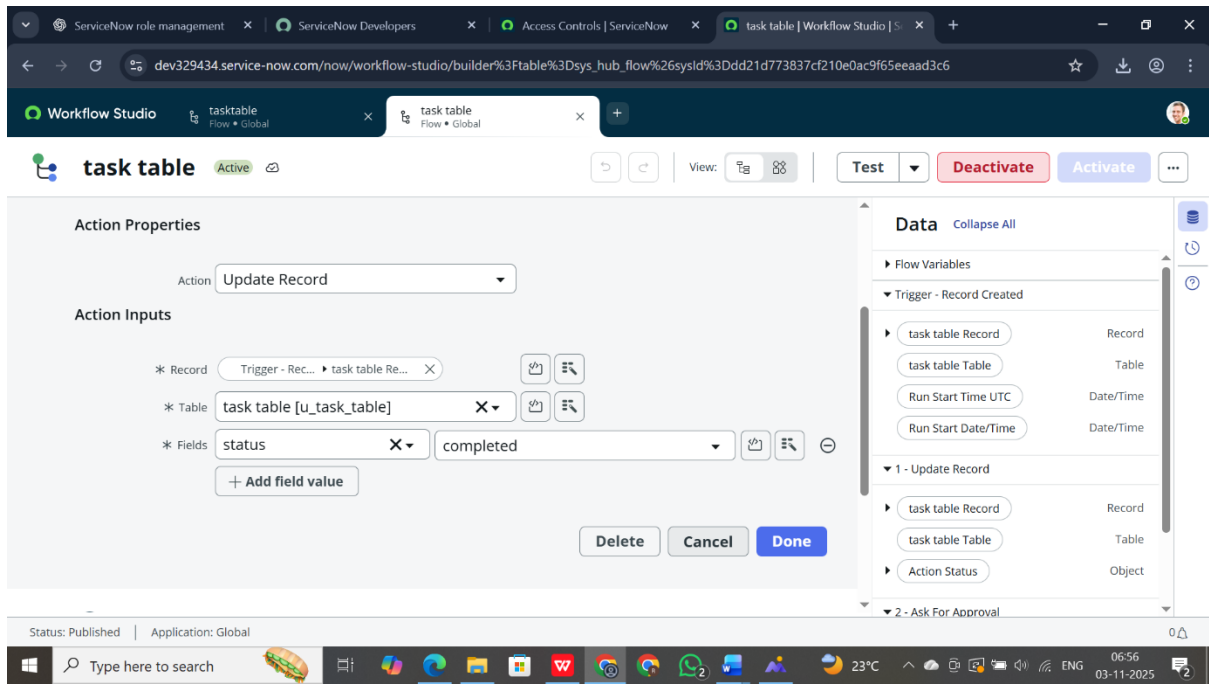 ServiceNow role management
ServiceNow Developers
Access Controls | ServiceNow
task table | Workflow Studio | S
dev329434.service-now.com/now/workflow-studio/builder%3Ftable%3Dsys_hub_flow%26sysId%3Ddd21d773837cf210e0ac9f65eeaad3c6
Workflow Studio
tasktable
Flow • Global
task table
Flow • Global
task table
Active
View:
Test
Deactivate
Activate
Action Properties
Action
Update Record
Action Inputs
* Record
Trigger - Rec... ▸ task table Re...
* Table
task table [u_task_table]
* Fields
status
completed
+ Add field value
Delete
Cancel
Done
Data
Collapse All
Flow Variables
Trigger - Record Created
task table Record
Record
task table Table
Table
Run Start Time UTC
Date/Time
Run Start Date/Time
Date/Time
1 - Update Record
task table Record
Record
task table Table
Table
Action Status
Object
2 - Ask For Approval
Status: Published
Application: Global
0
Type here to search
23°C
ENG
06:56
03-11-2025
2